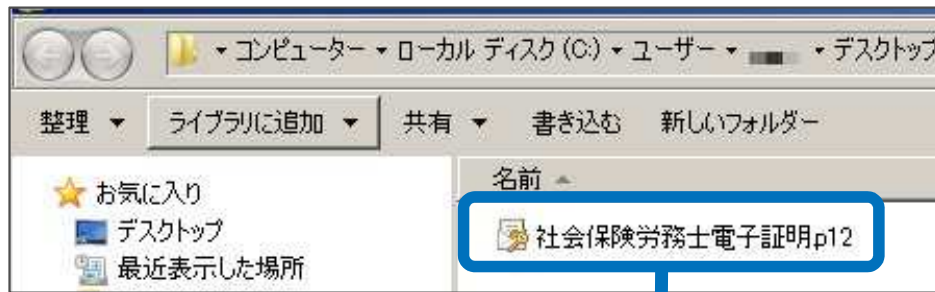 コンピューター ローカル ディスク (C:) ユーザー デスクトップ
整理 ライブラリに追加 共有 書き込む 新しいフォルダー
お気に入り
デスクトップ
最近表示した場所
名前
社会保険労務士電子証明p12